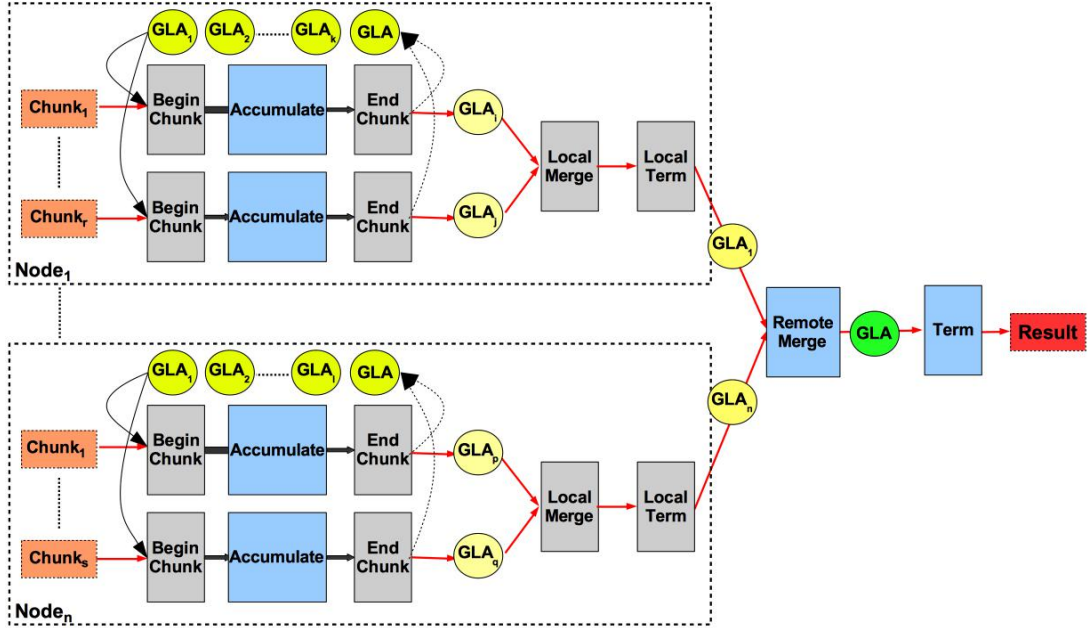 GLA₁ GLA₂ GLAₖ GLA
Chunk₁
Begin
Chunk
Accumulate
End
Chunk
GLAᵢ
Chunkᵣ
Begin
Chunk
Accumulate
End
Chunk
GLAⱼ
Local
Merge
Local
Term
Node₁
GLA₁
Remote
Merge
GLA
Term
Result
GLAₙ
GLA₁ GLA₂ GLAₗ GLA
Chunk₁
Begin
Chunk
Accumulate
End
Chunk
GLAₚ
Chunkₛ
Begin
Chunk
Accumulate
End
Chunk
GLA_q
Local
Merge
Local
Term
Nodeₙ